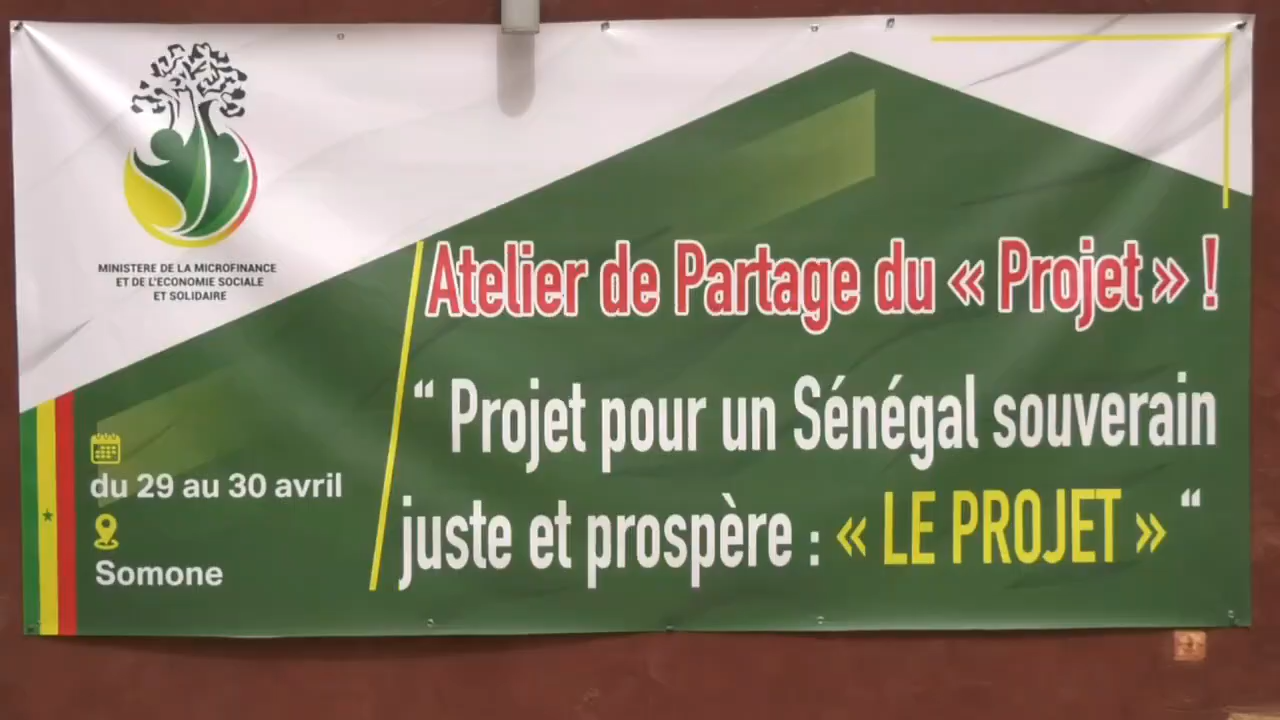 MINISTERE DE LA MICROFINANCE
ET DE L'ECONOMIE SOCIALE
ET SOLIDAIRE
Atelier de Partage du « Projet » !
“ Projet pour un Sénégal souverain
juste et prospère : « LE PROJET » “
du 29 au 30 avril
Somone